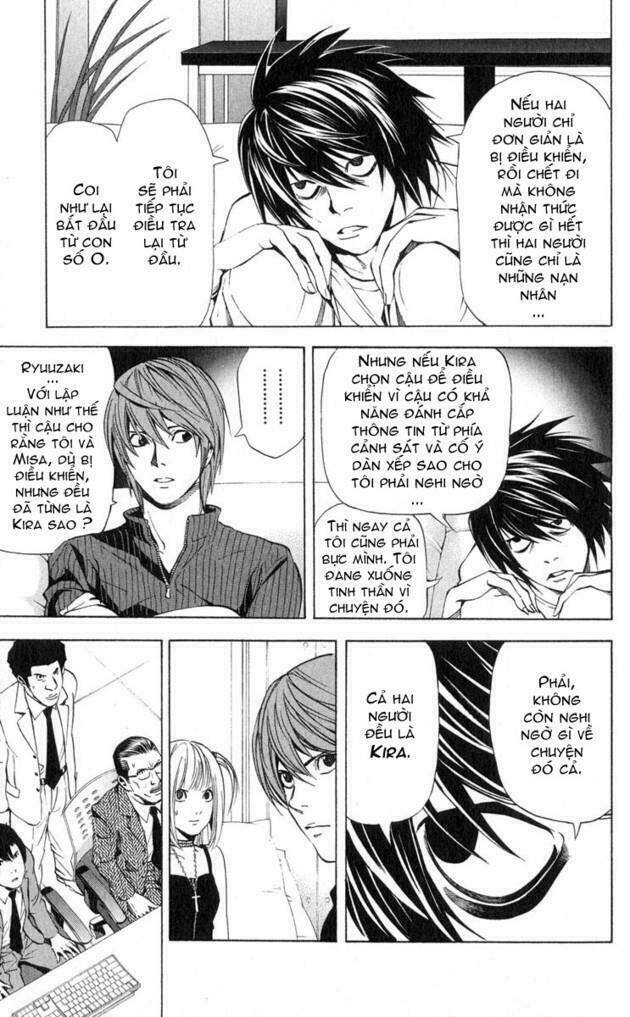 NẾU HAI
NGƯỜI CHỈ
ĐƠN GIẢN LÀ
BỊ ĐIỀU KHIỂN,
RỒI CHẾT ĐI
MÀ KHÔNG
NHẬN THỨC
ĐƯỢC GÌ HẾT
THÌ HAI NGƯỜI
CŨNG CHỈ LÀ
NHỮNG NẠN
NHÂN
...
TÔI
SẼ PHẢI
TIẾP TỤC
ĐIỀU TRA
LẠI TỪ
ĐẦU.
COI
NHƯ LẠI
BẮT ĐẦU
TỪ CON
SỐ 0.
NHƯNG NẾU KIRA
CHỌN CẬU ĐỂ ĐIỀU
KHIỂN VÌ CẬU CÓ KHẢ
NĂNG ĐÁNH CẮP
THÔNG TIN TỪ PHÍA
CẢNH SÁT VÀ CỐ Ý
DÀN XẾP SAO CHO
TÔI PHẢI NGHI NGỜ
...
THÌ NGAY CẢ
TÔI CŨNG PHẢI
BỰC MÌNH. TÔI
ĐANG XUỐNG
TINH THẦN VÌ
CHUYỆN ĐÓ.
.........
RYUUZAKI
...
VỚI LẬP
LUẬN NHƯ THẾ
THÌ CẬU CHO
RẰNG TÔI VÀ
MISA, DÙ BỊ
ĐIỀU KHIỂN,
NHƯNG ĐỀU
ĐÃ TỪNG LÀ
KIRA SAO ?
PHẢI,
KHÔNG
CÒN NGHI
NGỜ GÌ VỀ
CHUYỆN
ĐÓ CẢ.
CẢ HAI
NGƯỜI
ĐỀU LÀ
KIRA.